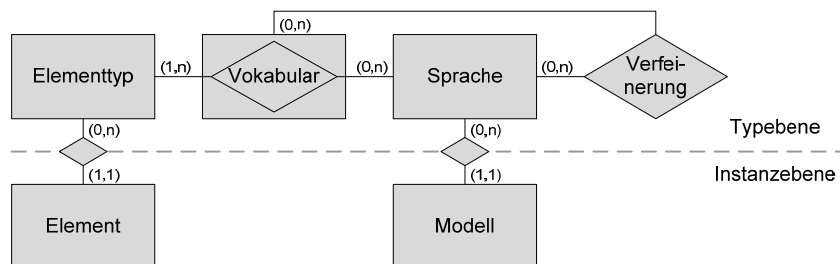 (0,n)
Elementtyp
(1,n)
Vokabular
(0,n)
Sprache
(0,n)
Verfei-
nerung
(0,n)
(0,n)
Typebene
Instanzebene
(1,1)
(1,1)
Element
Modell